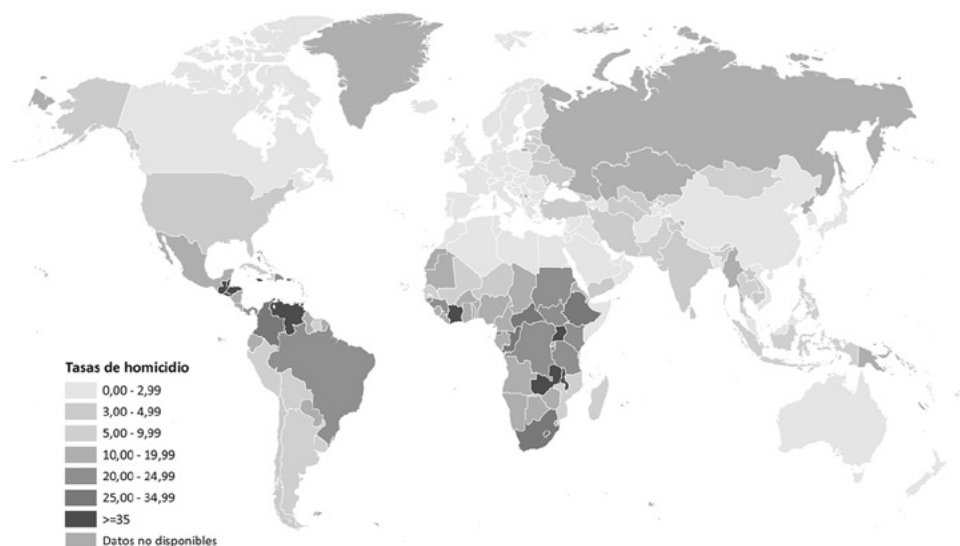 Tasas de homicidio
0,00 - 2,99
3,00 - 4,99
5,00 - 9,99
10,00 - 19,99
20,00 - 24,99
25,00 - 34,99
>=35
Datos no disponibles